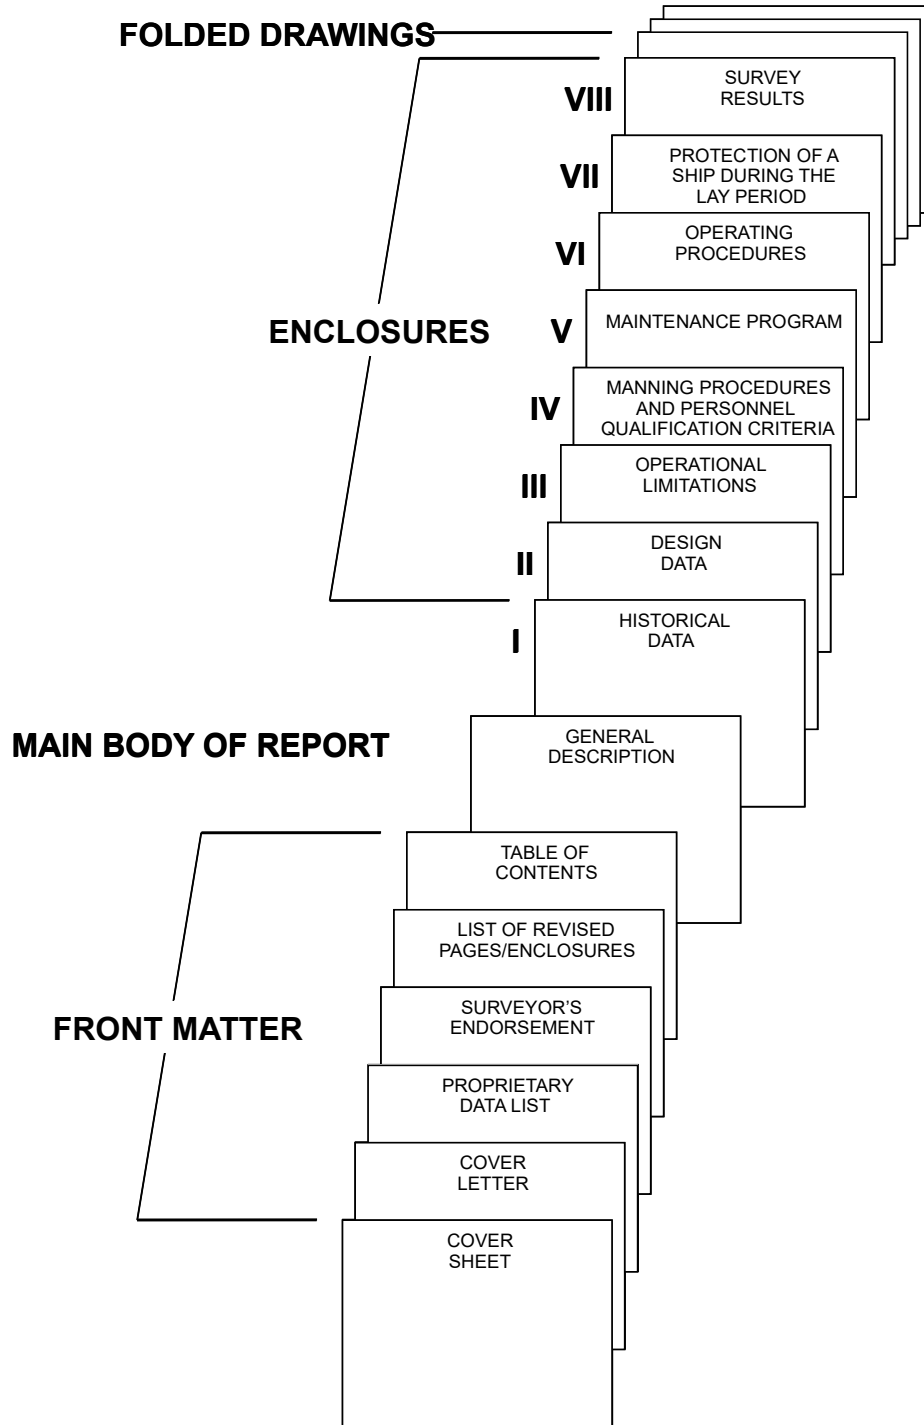 FOLDED DRAWINGS
VIII
SURVEY
RESULTS
VII
PROTECTION OF A
SHIP DURING THE
LAY PERIOD
VI
OPERATING
PROCEDURES
ENCLOSURES
V
MAINTENANCE PROGRAM
IV
MANNING PROCEDURES
AND PERSONNEL
QUALIFICATION CRITERIA
III
OPERATIONAL
LIMITATIONS
II
DESIGN
DATA
I
HISTORICAL
DATA
MAIN BODY OF REPORT
GENERAL
DESCRIPTION
TABLE OF
CONTENTS
LIST OF REVISED
PAGES/ENCLOSURES
FRONT MATTER
SURVEYOR'S
ENDORSEMENT
PROPRIETARY
DATA LIST
COVER
LETTER
COVER
SHEET